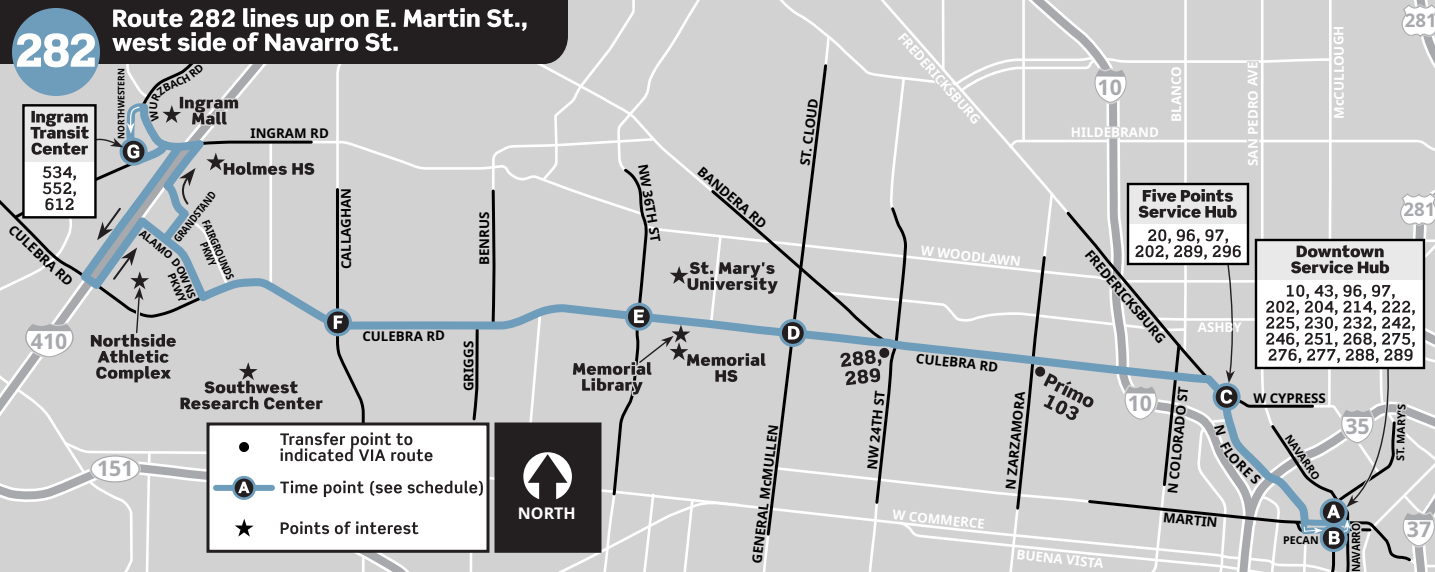 282
Route 282 lines up on E. Martin St.,
west side of Navarro St.
NORTHWESTERN
WURZBACH RD
Ingram
Mall
Ingram
Transit
Center
534,
552,
612
G
INGRAM RD
Holmes HS
GRANDSTAND
FAIRGROUNDS
PKWY
ALAMO DOWNS
PKWY
CULEBRA RD
410
Northside
Athletic
Complex
Southwest
Research Center
CALLAGHAN
F
CULEBRA RD
BENRUS
GRIGGS
NW 36TH ST
E
St. Mary's
University
Memorial
Library
Memorial
HS
BANDERA RD
ST. CLOUD
D
GENERAL McMULLEN
288,
289
NW 24TH ST
CULEBRA RD
W WOODLAWN
Prímo
103
N ZARZAMORA
FREDERICKSBURG
FREDERICKSBURG
10
HILDEBRAND
BLANCO
SAN PEDRO AVE
McCULLOUGH
281
281
Five Points
Service Hub
20, 96, 97,
202, 289, 296
Downtown
Service Hub
10, 43, 96, 97,
202, 204, 214, 222,
225, 230, 232, 242,
246, 251, 268, 275,
276, 277, 288, 289
ASHBY
C
W CYPRESS
10
N COLORADO ST
N FLORES
NAVARRO
35
ST. MARY'S
MARTIN
A
B
PECAN
NAVARRO
37
W COMMERCE
BUENA VISTA
151
Transfer point to
indicated VIA route
A
Time point (see schedule)
Points of interest
NORTH